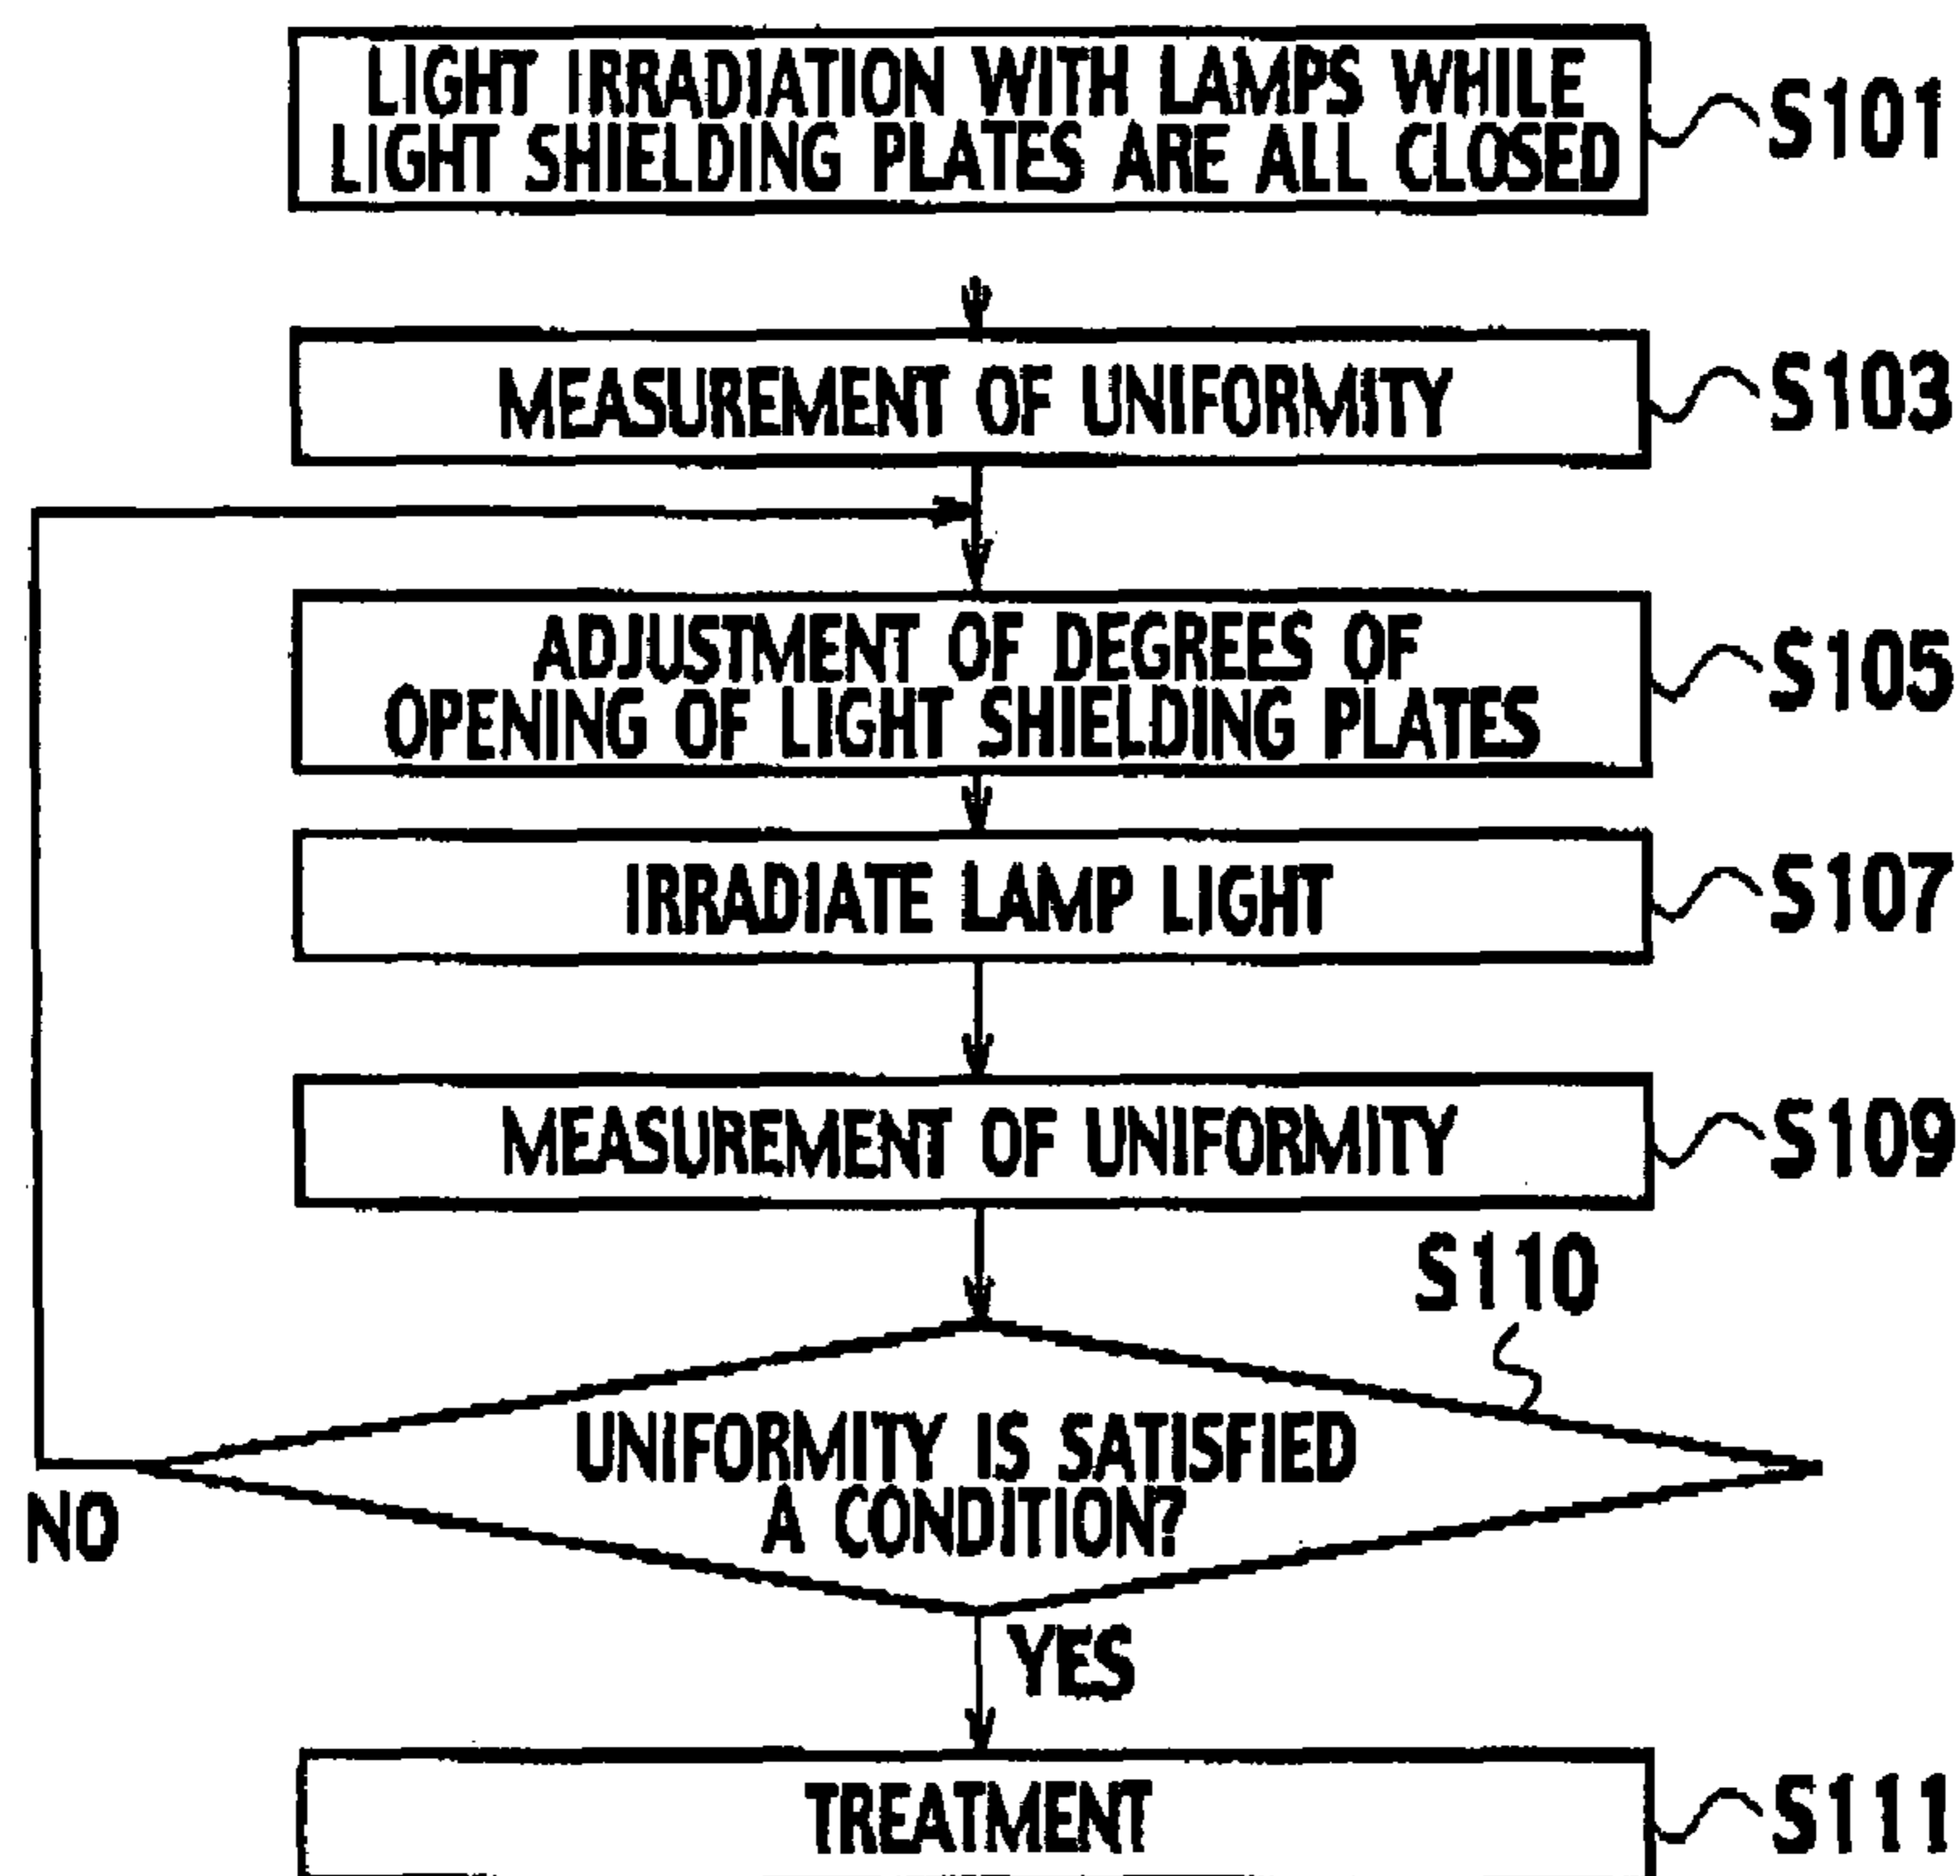 LIGHT IRRADIATION WITH LAMPS WHILE
LIGHT SHIELDING PLATES ARE ALL CLOSED
S101
MEASUREMENT OF UNIFORMITY
S103
ADJUSTMENT OF DEGREES OF
OPENING OF LIGHT SHIELDING PLATES
S105
IRRADIATE LAMP LIGHT
S107
MEASUREMENT OF UNIFORMITY
S109
S110
UNIFORMITY IS SATISFIED
A CONDITION?
NO
YES
TREATMENT
S111